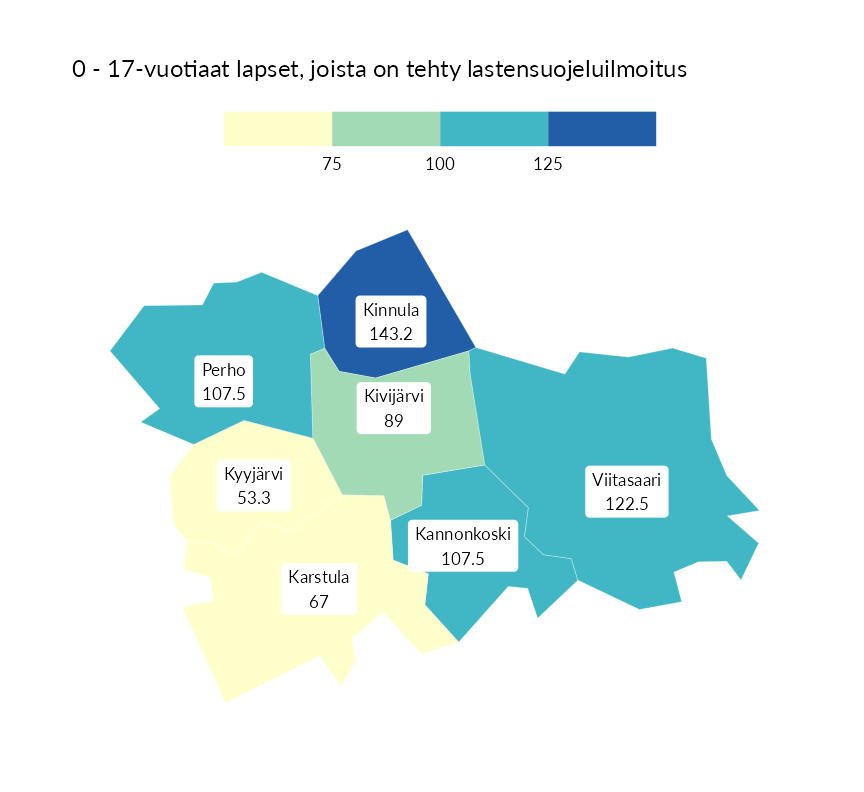 0 - 17-vuotiaat lapset, joista on tehty lastensuojeluilmoitus
75 100 125
Kinnula
143.2
Perho
107.5
Kivijärvi
89
Kyyjärvi
53.3
Viitasaari
122.5
Kannonkoski
107.5
Karstula
67